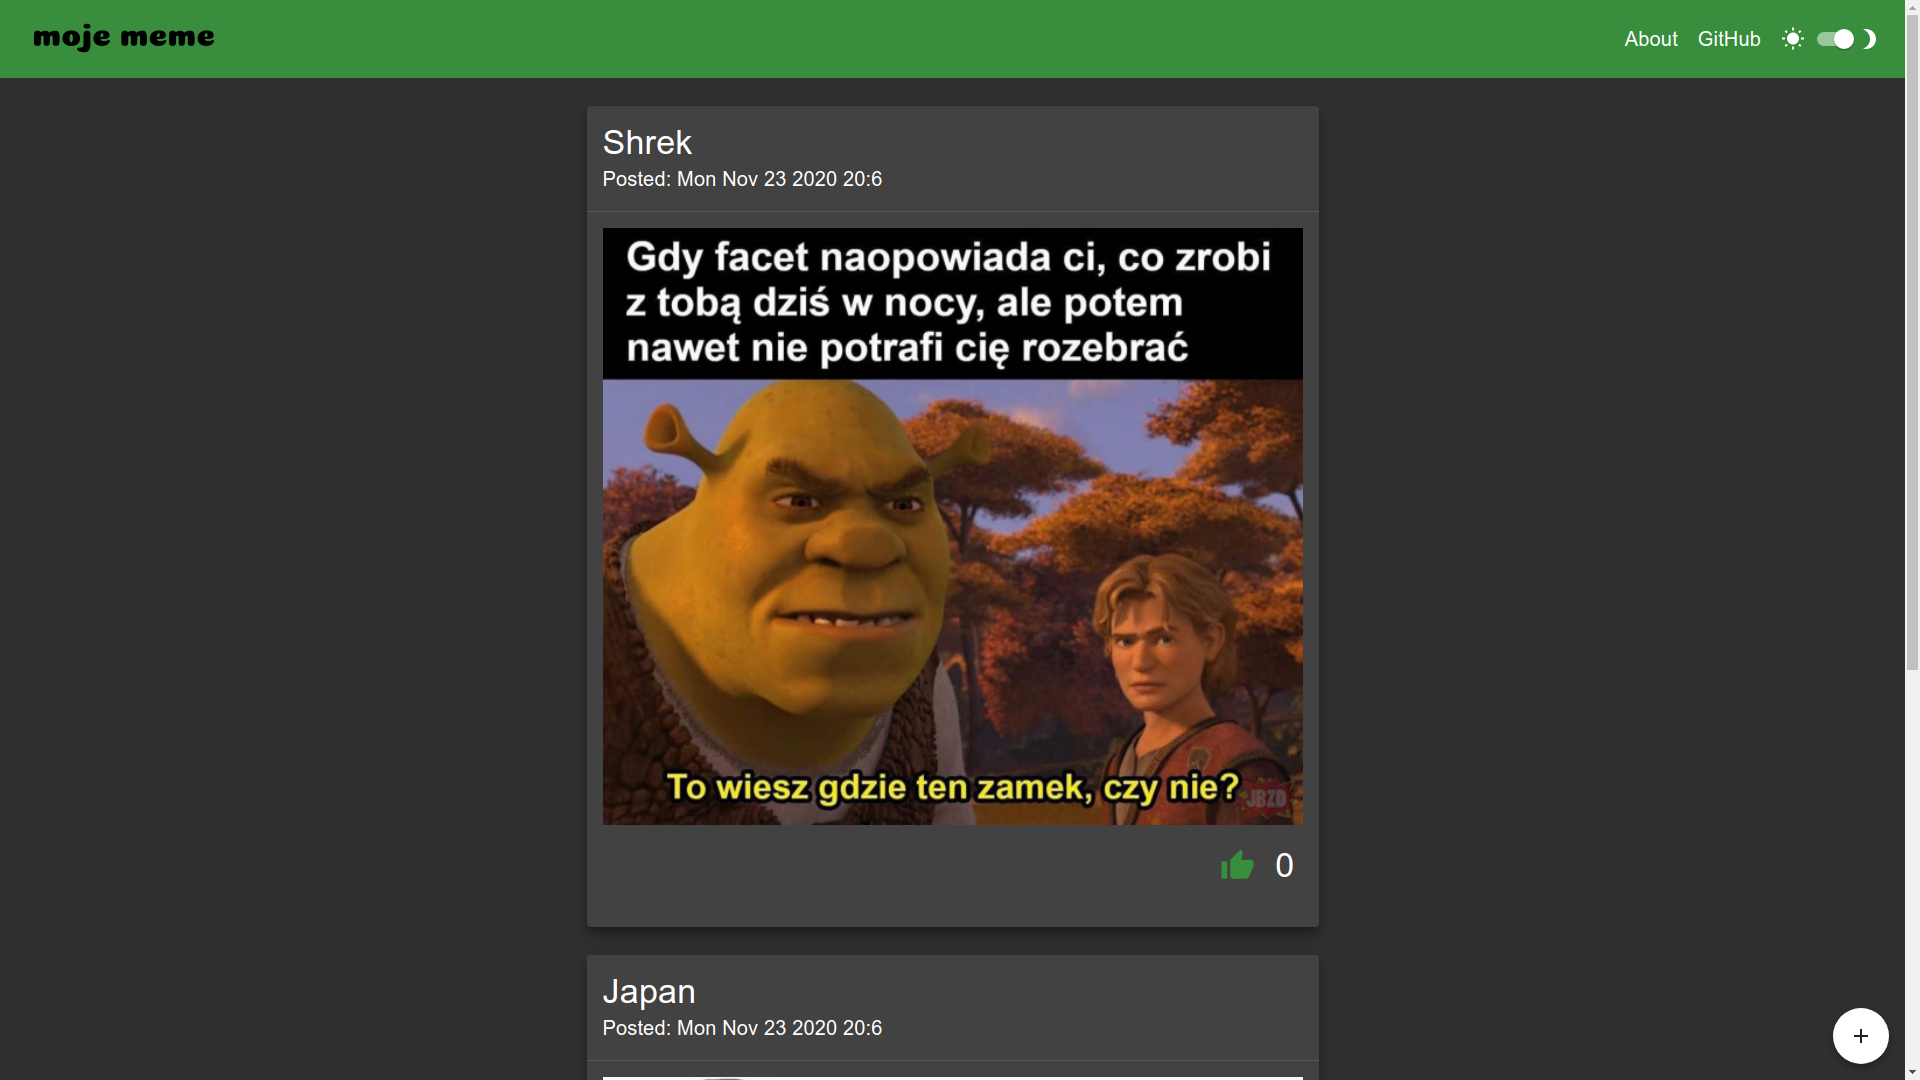 moje meme
About
GitHub
Shrek
Posted: Mon Nov 23 2020 20:6
Gdy facet naopowiada ci, co zrobi
z tobą dziś w nocy, ale potem
nawet nie potrafi cię rozebrać
To wiesz gdzie ten zamek, czy nie?
JBZD
0
Japan
Posted: Mon Nov 23 2020 20:6
+